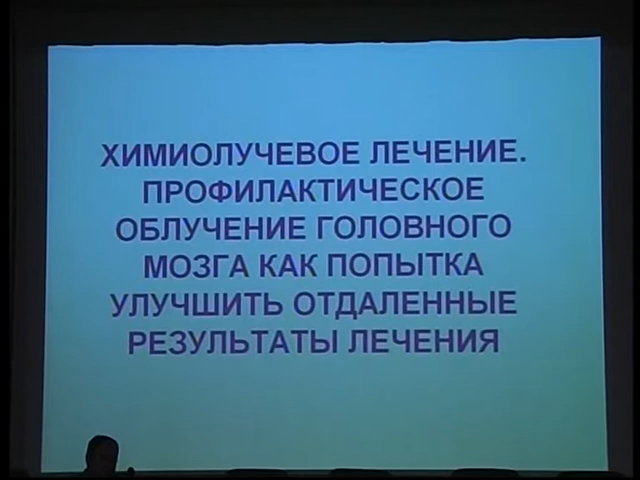 ХИМИОЛУЧЕВОЕ ЛЕЧЕНИЕ.
ПРОФИЛАКТИЧЕСКОЕ
ОБЛУЧЕНИЕ ГОЛОВНОГО
МОЗГА КАК ПОПЫТКА
УЛУЧШИТЬ ОТДАЛЕННЫЕ
РЕЗУЛЬТАТЫ ЛЕЧЕНИЯ